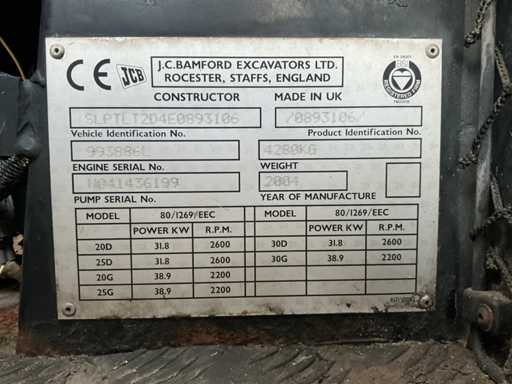 CE JCB J.C.BAMFORD EXCAVATORS LTD.
ROCESTER, STAFFS, ENGLAND
CONSTRUCTOR MADE IN UK
SLPTLT2D4E0893106 /0893106/
Vehicle Identification No. Product Identification No.
993886L 4280KG
ENGINE SERIAL No. WEIGHT
N041436199 2004
PUMP SERIAL No. YEAR OF MANUFACTURE
MODEL 80/1269/EEC MODEL 80/1269/EEC
POWER KW R.P.M. POWER KW R.P.M.
20D 31.8 2600 30D 31.8 2600
25D 31.8 2600 30G 38.9 2200
20G 38.9 2200
25G 38.9 2200